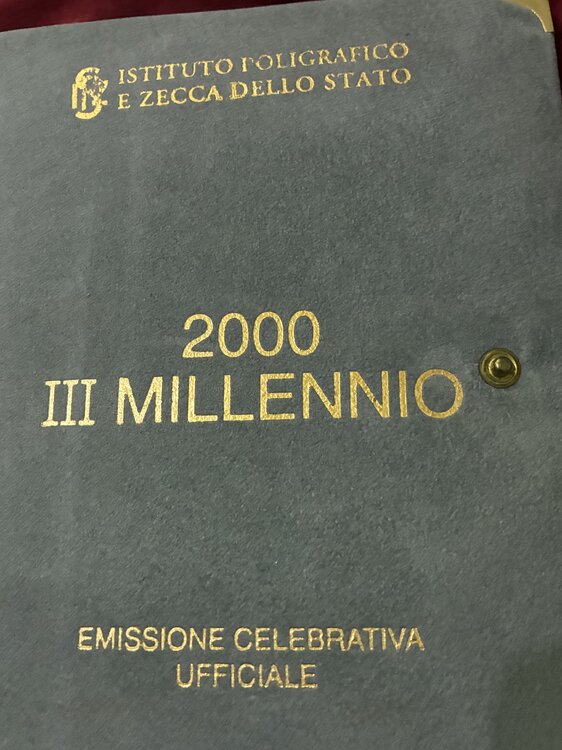 ISTITUTO POLIGRAFICO
E ZECCA DELLO STATO
2000
III MILLENNIO
EMISSIONE CELEBRATIVA
UFFICIALE